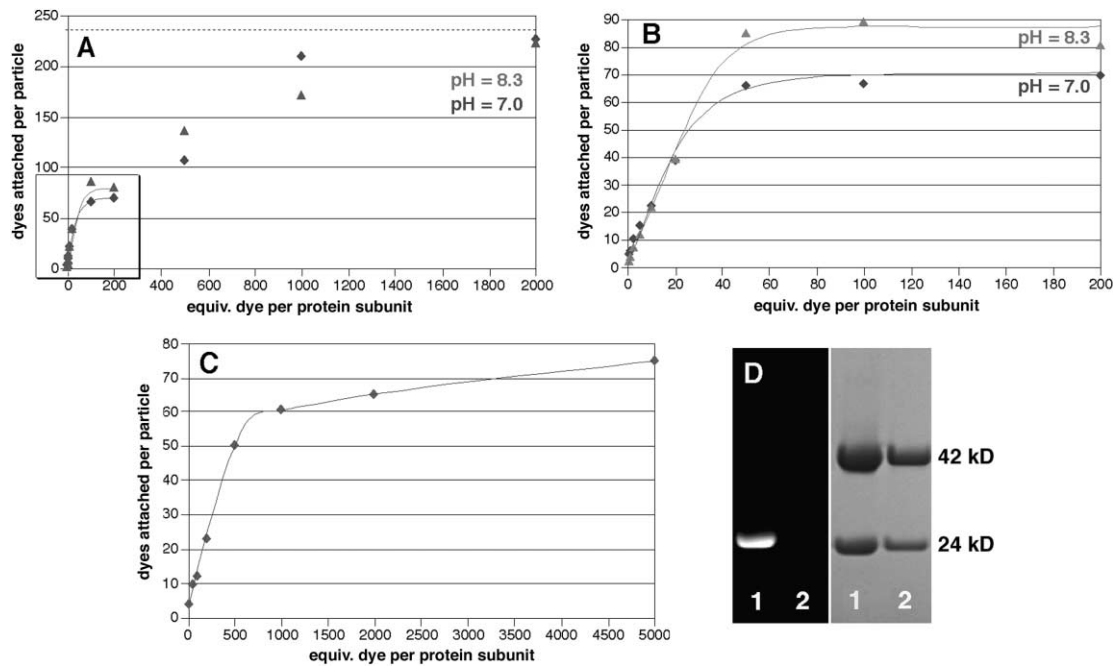 A
dyes attached per particle
250
200
150
100
50
0
pH = 8.3
pH = 7.0
0 200 400 600 800 1000 1200 1400 1600 1800 2000
equiv. dye per protein subunit
B
dyes attached per particle
90
80
70
60
50
40
30
20
10
0
pH = 8.3
pH = 7.0
0 20 40 60 80 100 120 140 160 180 200
equiv. dye per protein subunit
C
dyes attached per particle
80
70
60
50
40
30
20
10
0
0 500 1000 1500 2000 2500 3000 3500 4000 4500 5000
equiv. dye per protein subunit
D
42 kD
24 kD
1 2 1 2